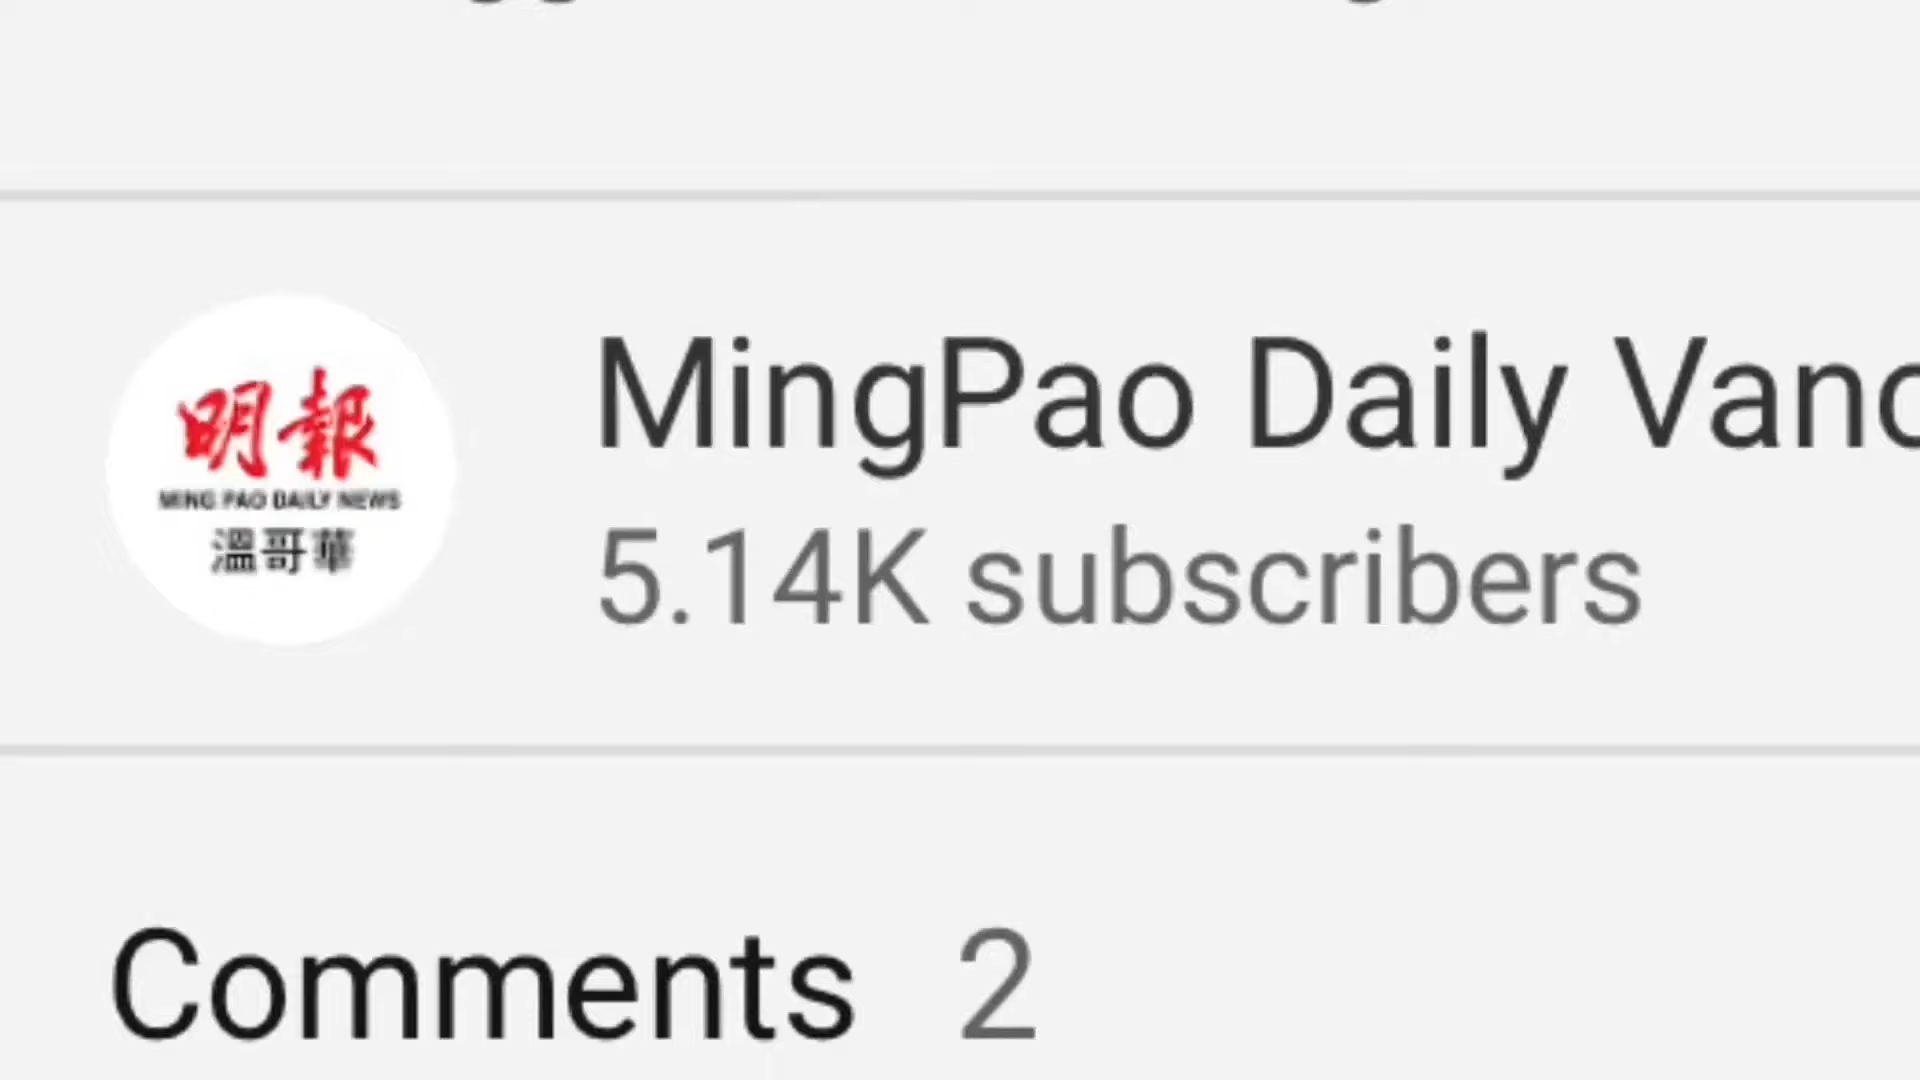 明報
MING PAO DAILY NEWS
溫哥華
MingPao Daily Vanc
5.14K subscribers
Comments 2